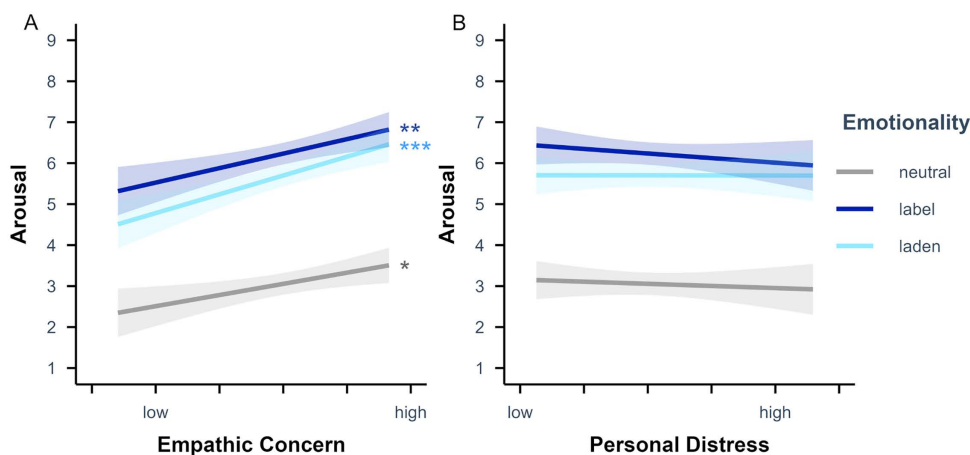 A
9
8
7
6
5
4
3
2
1
Arousal
**
***
*
low
high
Empathic Concern
B
9
8
7
6
5
4
3
2
1
Arousal
low
high
Personal Distress
Emotionality
neutral
label
laden